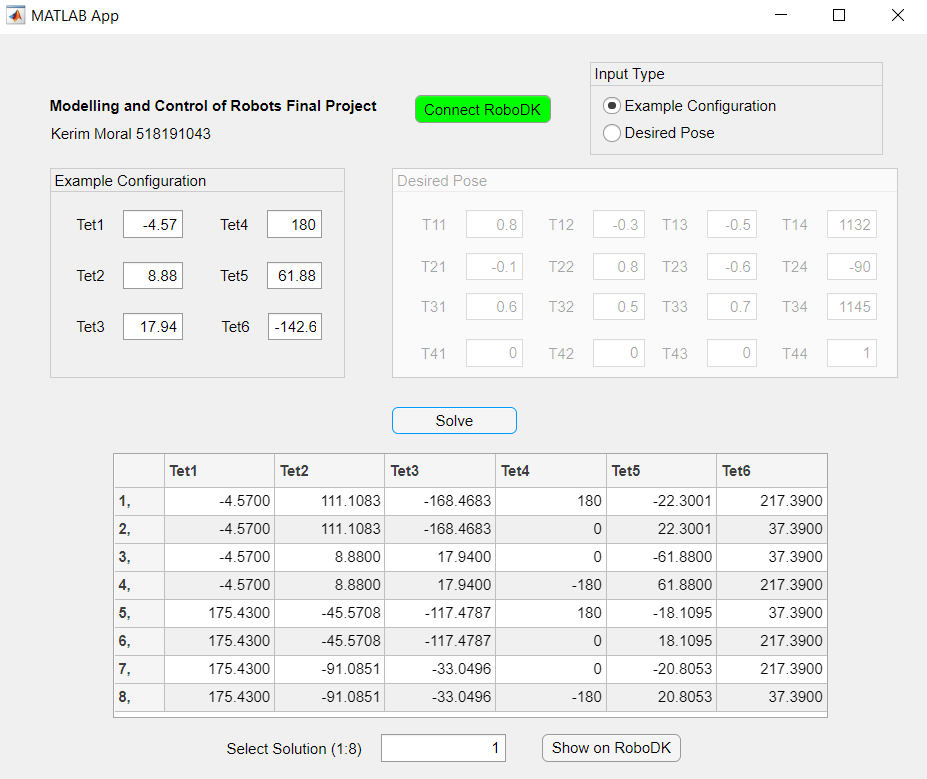 MATLAB App
Modelling and Control of Robots Final Project
Kerim Moral 518191043
Connect RoboDK
Input Type
Example Configuration
Desired Pose
Example Configuration
Tet1 -4.57 Tet4 180
Tet2 8.88 Tet5 61.88
Tet3 17.94 Tet6 -142.6
Desired Pose
T11 0.8 T12 -0.3 T13 -0.5 T14 1132
T21 -0.1 T22 0.8 T23 -0.6 T24 -90
T31 0.6 T32 0.5 T33 0.7 T34 1145
T41 0 T42 0 T43 0 T44 1
Solve
Tet1 Tet2 Tet3 Tet4 Tet5 Tet6
1, -4.5700 111.1083 -168.4683 180 -22.3001 217.3900
2, -4.5700 111.1083 -168.4683 0 22.3001 37.3900
3, -4.5700 8.8800 17.9400 0 -61.8800 37.3900
4, -4.5700 8.8800 17.9400 -180 61.8800 217.3900
5, 175.4300 -45.5708 -117.4787 180 -18.1095 37.3900
6, 175.4300 -45.5708 -117.4787 0 18.1095 217.3900
7, 175.4300 -91.0851 -33.0496 0 -20.8053 217.3900
8, 175.4300 -91.0851 -33.0496 -180 20.8053 37.3900
Select Solution (1:8) 1 Show on RoboDK